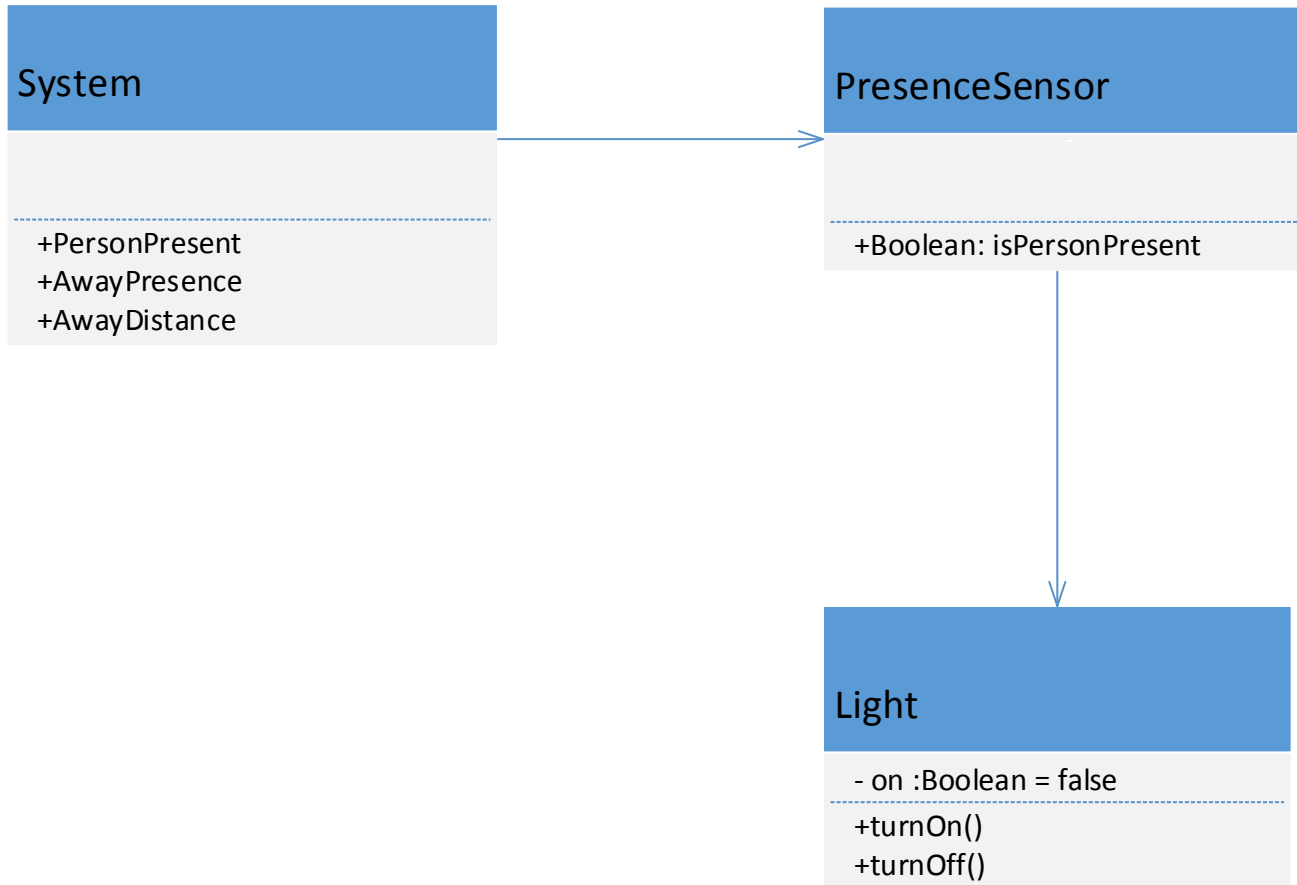 System
+PersonPresent
+AwayPresence
+AwayDistance
PresenceSensor
+Boolean: isPersonPresent
Light
- on :Boolean = false
+turnOn()
+turnOff()